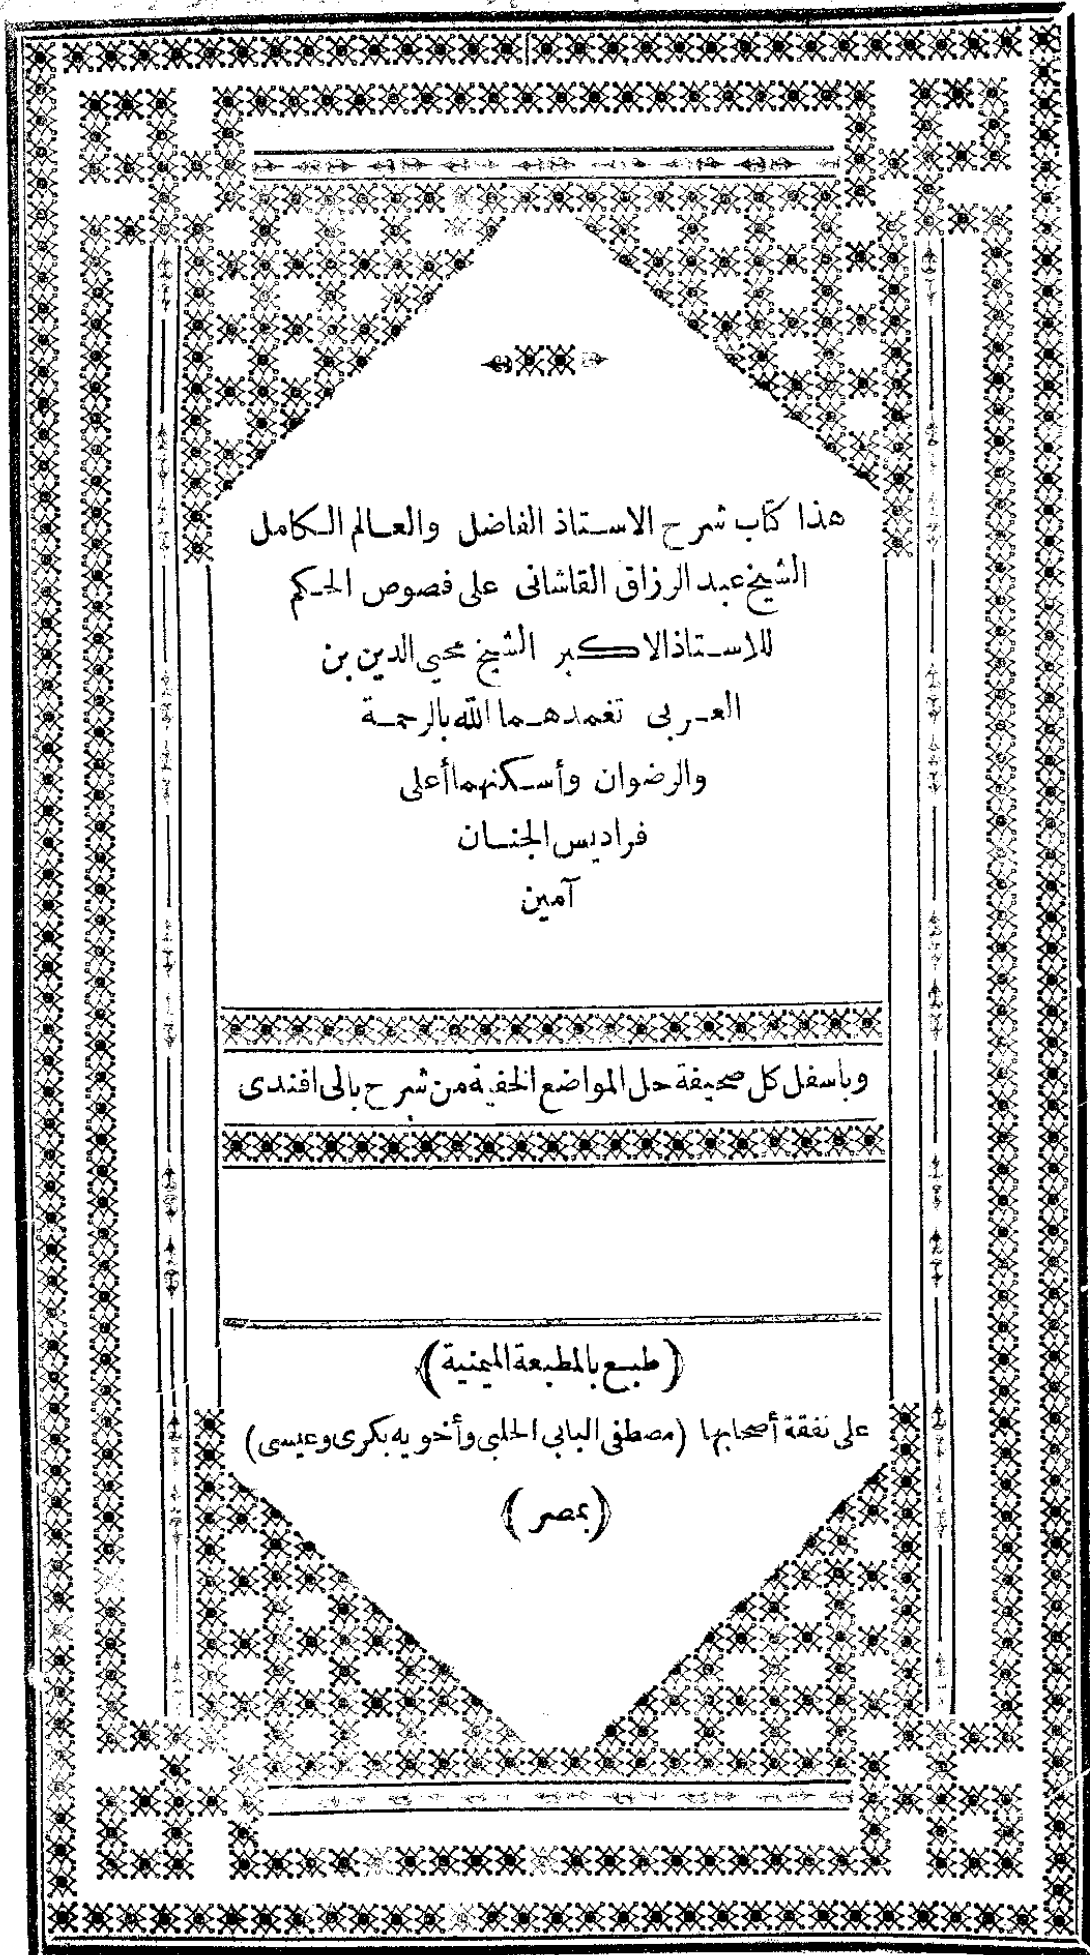 هذا كتاب شرح الاستاذ الفاضل والعالم الكامل
الشيخ عبد الرزاق القاشانى على فصوص الحكم
للاستاذ الاكبر الشيخ محيى الدين بن
العربى تغمدهما الله بالرحمة
والرضوان وأسكنهما أعلى
فراديس الجنان
آمين
وباسفل كل صحيفة حل المواضع الخفية من شرح بالى افندى
(طبع بالمطبعة الميمنية)
على نفقة أصحابها (مصطفى البابى الحلبى وأخويه بكرى وعيسى)
(بمصر)